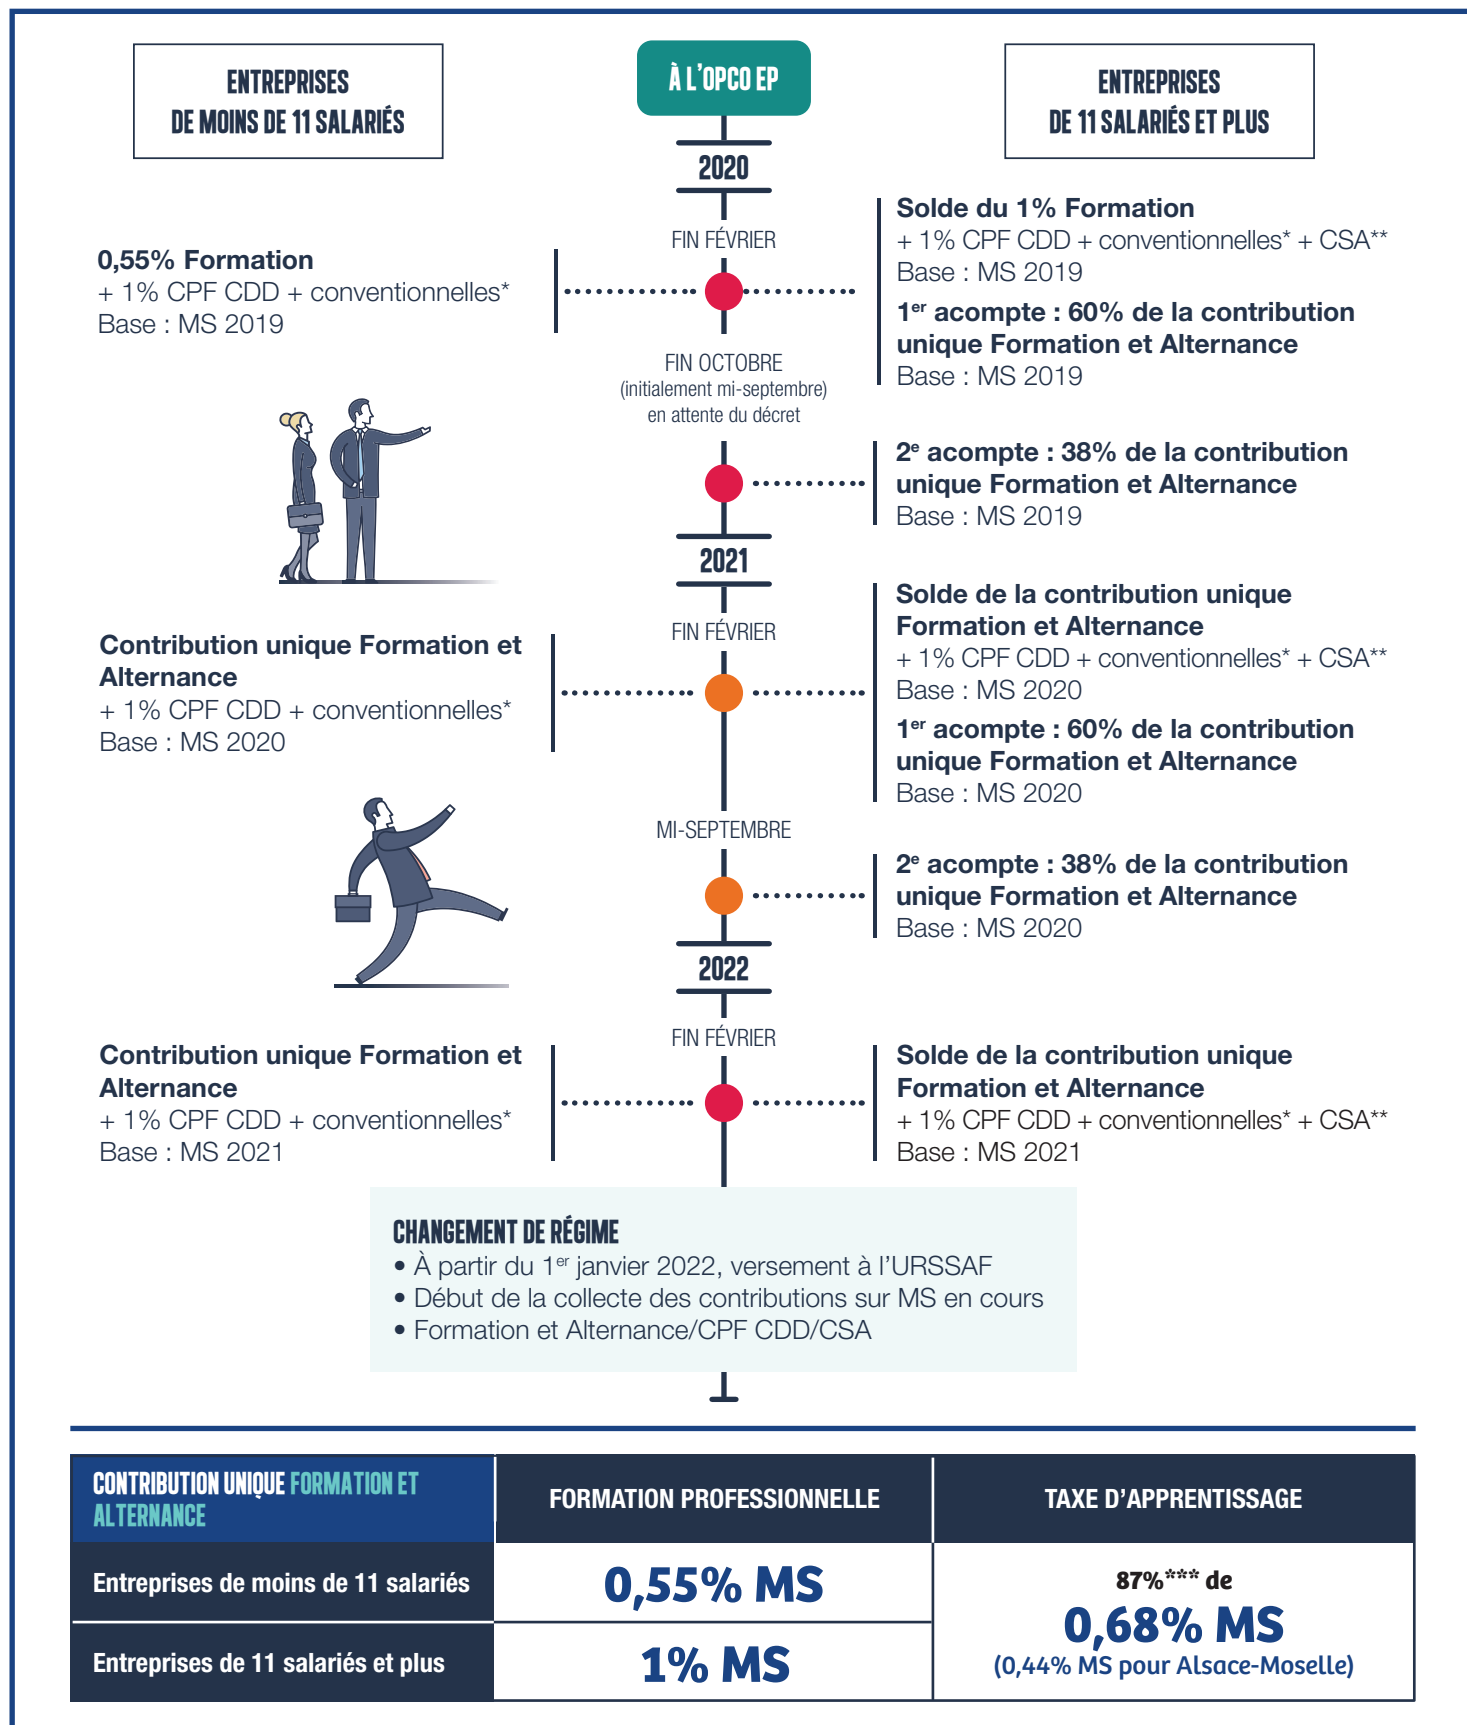 ENTREPRISES
DE MOINS DE 11 SALARIÉS
À L'OPCO EP
ENTREPRISES
DE 11 SALARIÉS ET PLUS
2020
FIN FÉVRIER
0,55% Formation
+ 1% CPF CDD + conventionnelles*
Base : MS 2019
Solde du 1% Formation
+ 1% CPF CDD + conventionnelles* + CSA**
Base : MS 2019
1er acompte : 60% de la contribution
unique Formation et Alternance
Base : MS 2019
FIN OCTOBRE
(initialement mi-septembre)
en attente du décret
2e acompte : 38% de la contribution
unique Formation et Alternance
Base : MS 2019
2021
FIN FÉVRIER
Contribution unique Formation et
Alternance
+ 1% CPF CDD + conventionnelles*
Base : MS 2020
Solde de la contribution unique
Formation et Alternance
+ 1% CPF CDD + conventionnelles* + CSA**
Base : MS 2020
1er acompte : 60% de la contribution
unique Formation et Alternance
Base : MS 2020
MI-SEPTEMBRE
2e acompte : 38% de la contribution
unique Formation et Alternance
Base : MS 2020
2022
FIN FÉVRIER
Contribution unique Formation et
Alternance
+ 1% CPF CDD + conventionnelles*
Base : MS 2021
Solde de la contribution unique
Formation et Alternance
+ 1% CPF CDD + conventionnelles* + CSA**
Base : MS 2021
CHANGEMENT DE RÉGIME
• À partir du 1er janvier 2022, versement à l'URSSAF
• Début de la collecte des contributions sur MS en cours
• Formation et Alternance/CPF CDD/CSA
CONTRIBUTION UNIQUE FORMATION ET
ALTERNANCE
FORMATION PROFESSIONNELLE
TAXE D'APPRENTISSAGE
Entreprises de moins de 11 salariés
0,55% MS
Entreprises de 11 salariés et plus
1% MS
87%*** de
0,68% MS
(0,44% MS pour Alsace-Moselle)